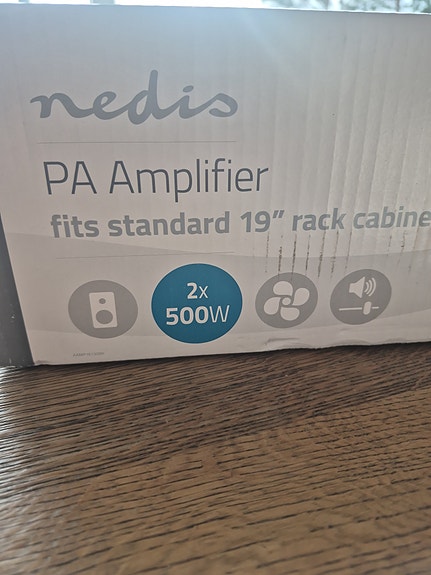 nedis
PA Amplifier
fits standard 19" rack cabine
2x
500W